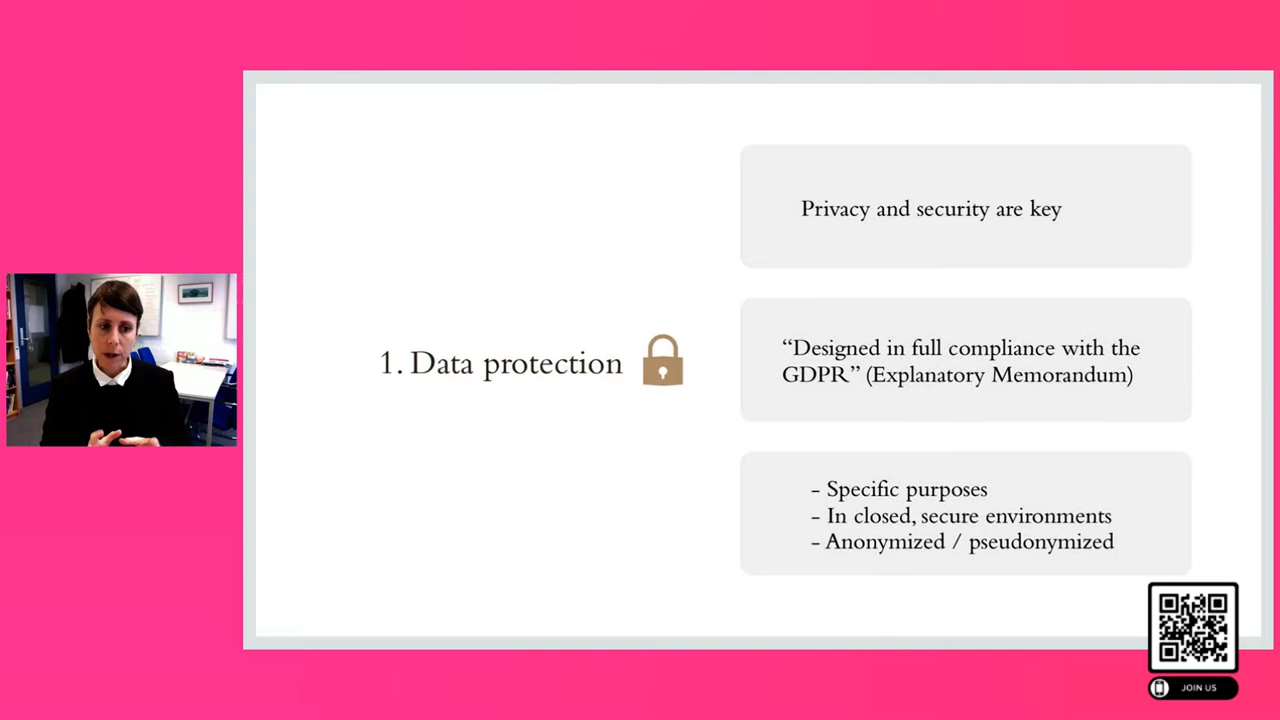 1. Data protection
Privacy and security are key
“Designed in full compliance with the
GDPR” (Explanatory Memorandum)
- Specific purposes
- In closed, secure environments
- Anonymized / pseudonymized
JOIN US